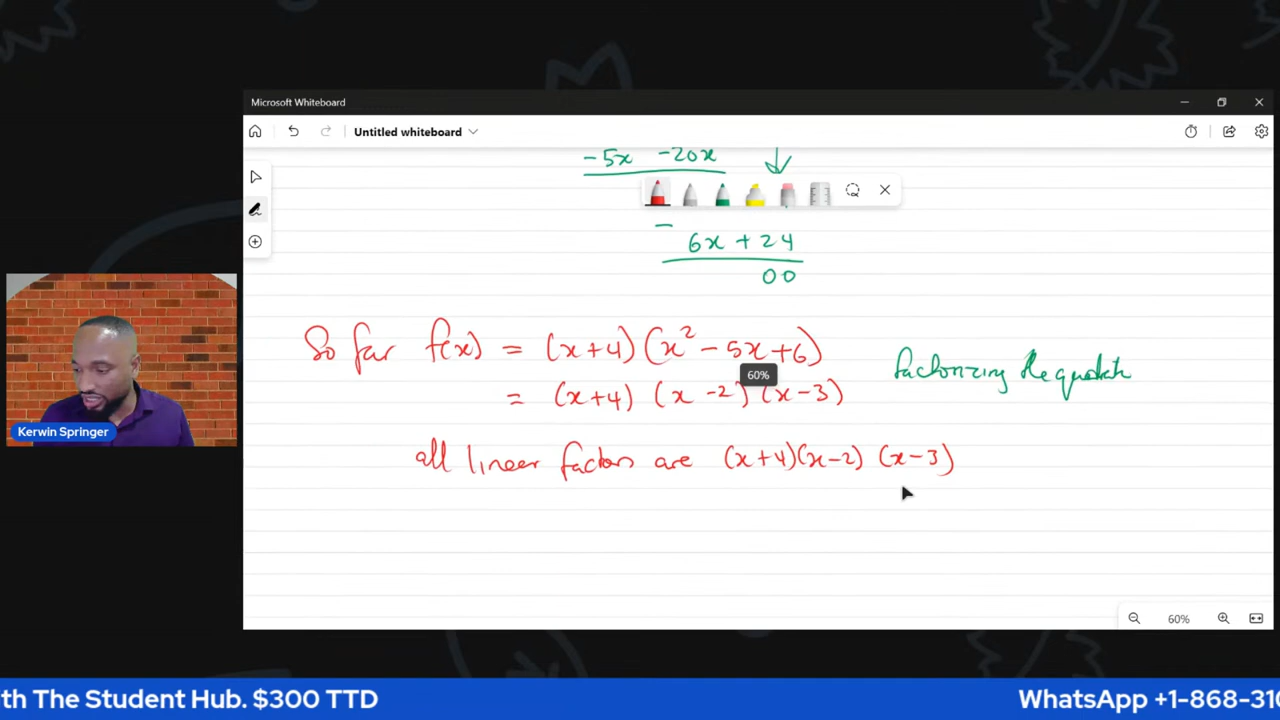 Microsoft Whiteboard
Untitled whiteboard
-5x -20x
-
6x + 24
00
So far f(x) = (x+4)(x² - 5x + 6)
60%
factorizing the
= (x+4) (x -2) (x-3)
Kerwin Springer
all linear factors are (x+4)(x-2) (x-3)
60%
th The Student Hub. $300 TTD
WhatsApp +1-868-310